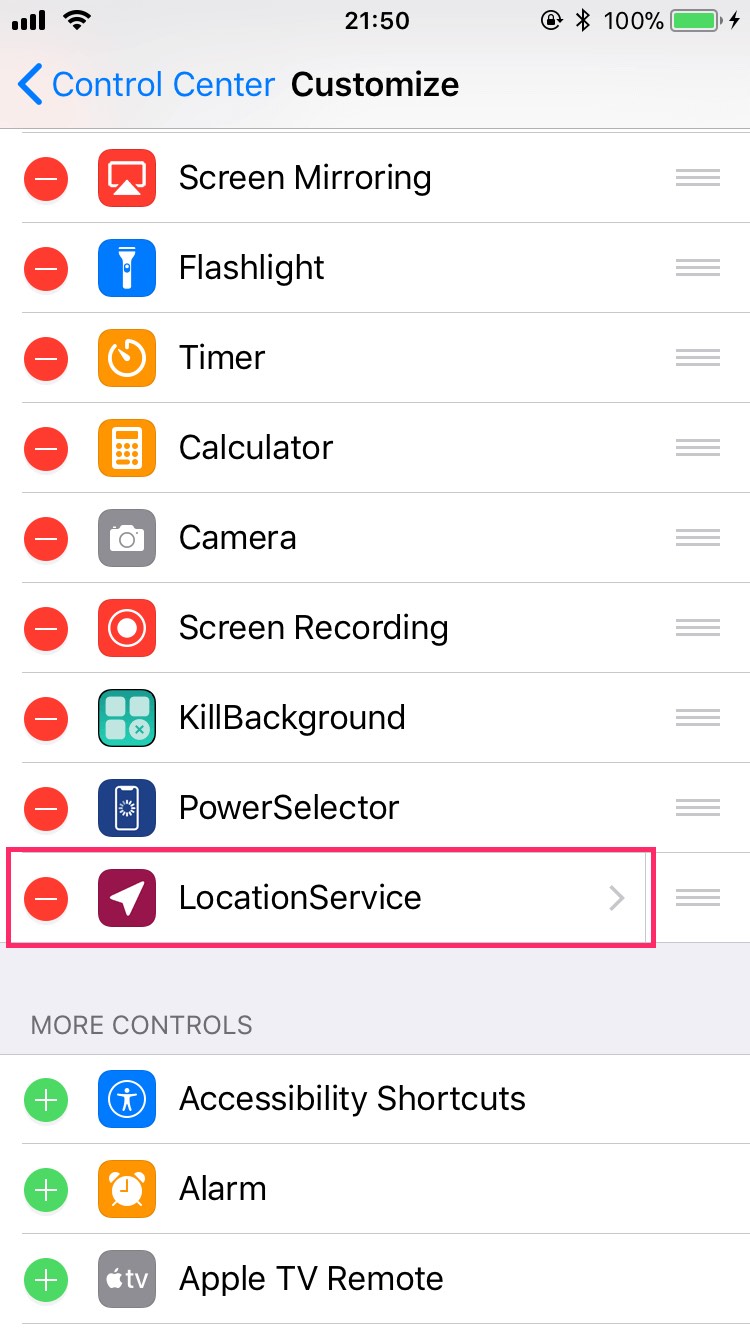 21:50
100%
Control Center Customize
Screen Mirroring
Flashlight
Timer
Calculator
Camera
Screen Recording
KillBackground
PowerSelector
LocationService
MORE CONTROLS
Accessibility Shortcuts
Alarm
tv
Apple TV Remote